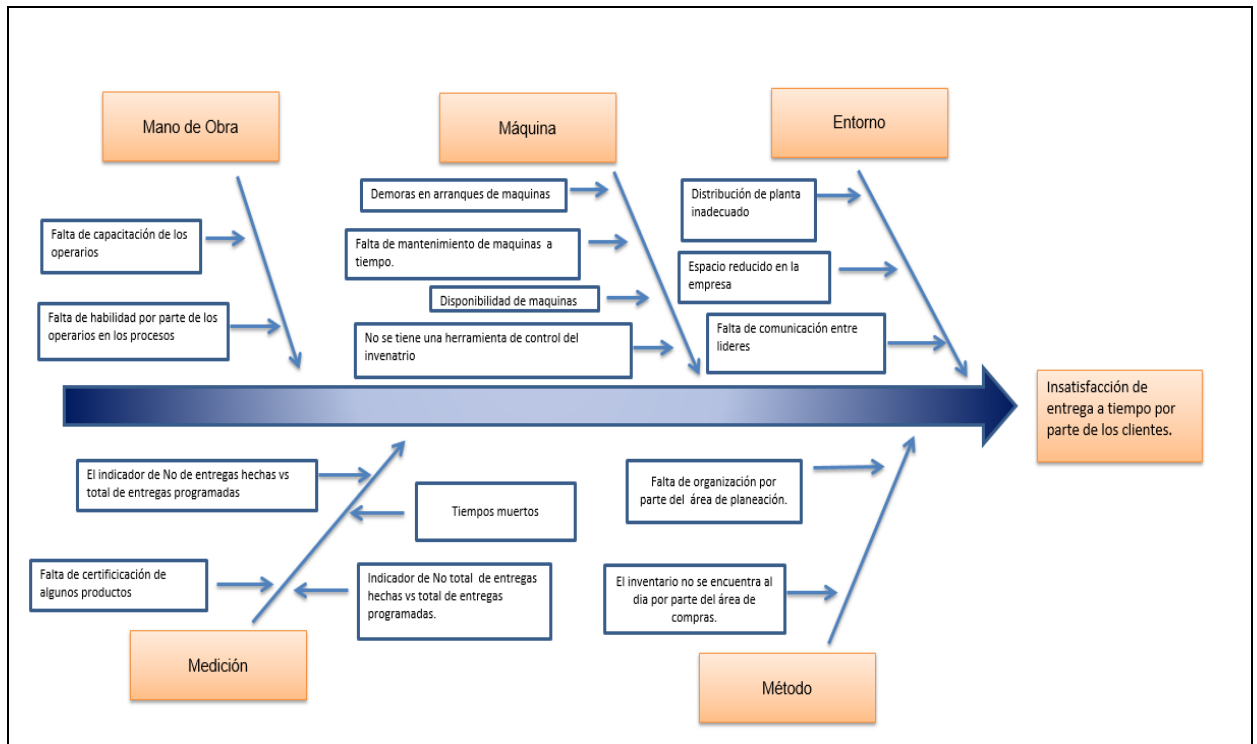 Mano de Obra
Máquina
Entorno
Demoras en arranques de maquinas
Distribución de planta
inadecuado
Falta de capacitación de los
operarios
Falta de mantenimiento de maquinas a
tiempo.
Espacio reducido en la
empresa
Disponibilidad de maquinas
Falta de habilidad por parte de los
operarios en los procesos
No se tiene una herramienta de control del
invenatrio
Falta de comunicación entre
lideres
Insatisfacción de
entrega a tiempo por
parte de los clientes.
El indicador de No de entregas hechas vs
total de entregas programadas
Tiempos muertos
Falta de organización por
parte del área de planeación.
Falta de certificación de
algunos productos
Indicador de No total de entregas
hechas vs total de entregas
programadas.
El inventario no se encuentra al
dia por parte del área de
compras.
Medición
Método